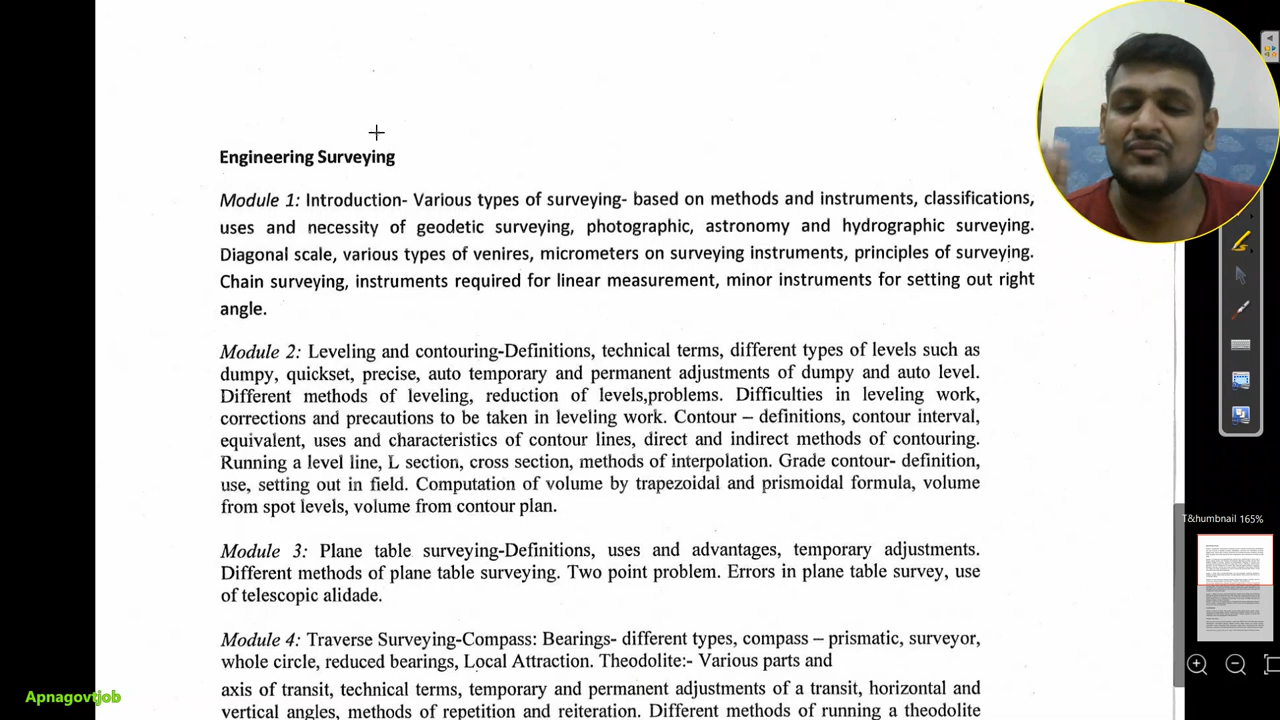 Engineering Surveying
Module 1: Introduction- Various types of surveying- based on methods and instruments, classifications,
uses and necessity of geodetic surveying, photographic, astronomy and hydrographic surveying.
Diagonal scale, various types of venires, micrometers on surveying instruments, principles of surveying.
Chain surveying, instruments required for linear measurement, minor instruments for setting out right
angle.
Module 2: Leveling and contouring-Definitions, technical terms, different types of levels such as
dumpy, quickset, precise, auto temporary and permanent adjustments of dumpy and auto level.
Different methods of leveling, reduction of levels,problems. Difficulties in leveling work,
corrections and precautions to be taken in leveling work. Contour – definitions, contour interval,
equivalent, uses and characteristics of contour lines, direct and indirect methods of contouring.
Running a level line, L section, cross section, methods of interpolation. Grade contour- definition,
use, setting out in field. Computation of volume by trapezoidal and prismoidal formula, volume
from spot levels, volume from contour plan.
Module 3: Plane table surveying-Definitions, uses and advantages, temporary adjustments.
Different methods of plane table surveying. Two point problem. Errors in plane table survey, use
of telescopic alidade.
Module 4: Traverse Surveying-Compass: Bearings- different types, compass – prismatic, surveyor,
whole circle, reduced bearings, Local Attraction. Theodolite:- Various parts and
axis of transit, technical terms, temporary and permanent adjustments of a transit, horizontal and
vertical angles, methods of repetition and reiteration. Different methods of running a theodolite
T&humbnail 165%
Apnagovtjob